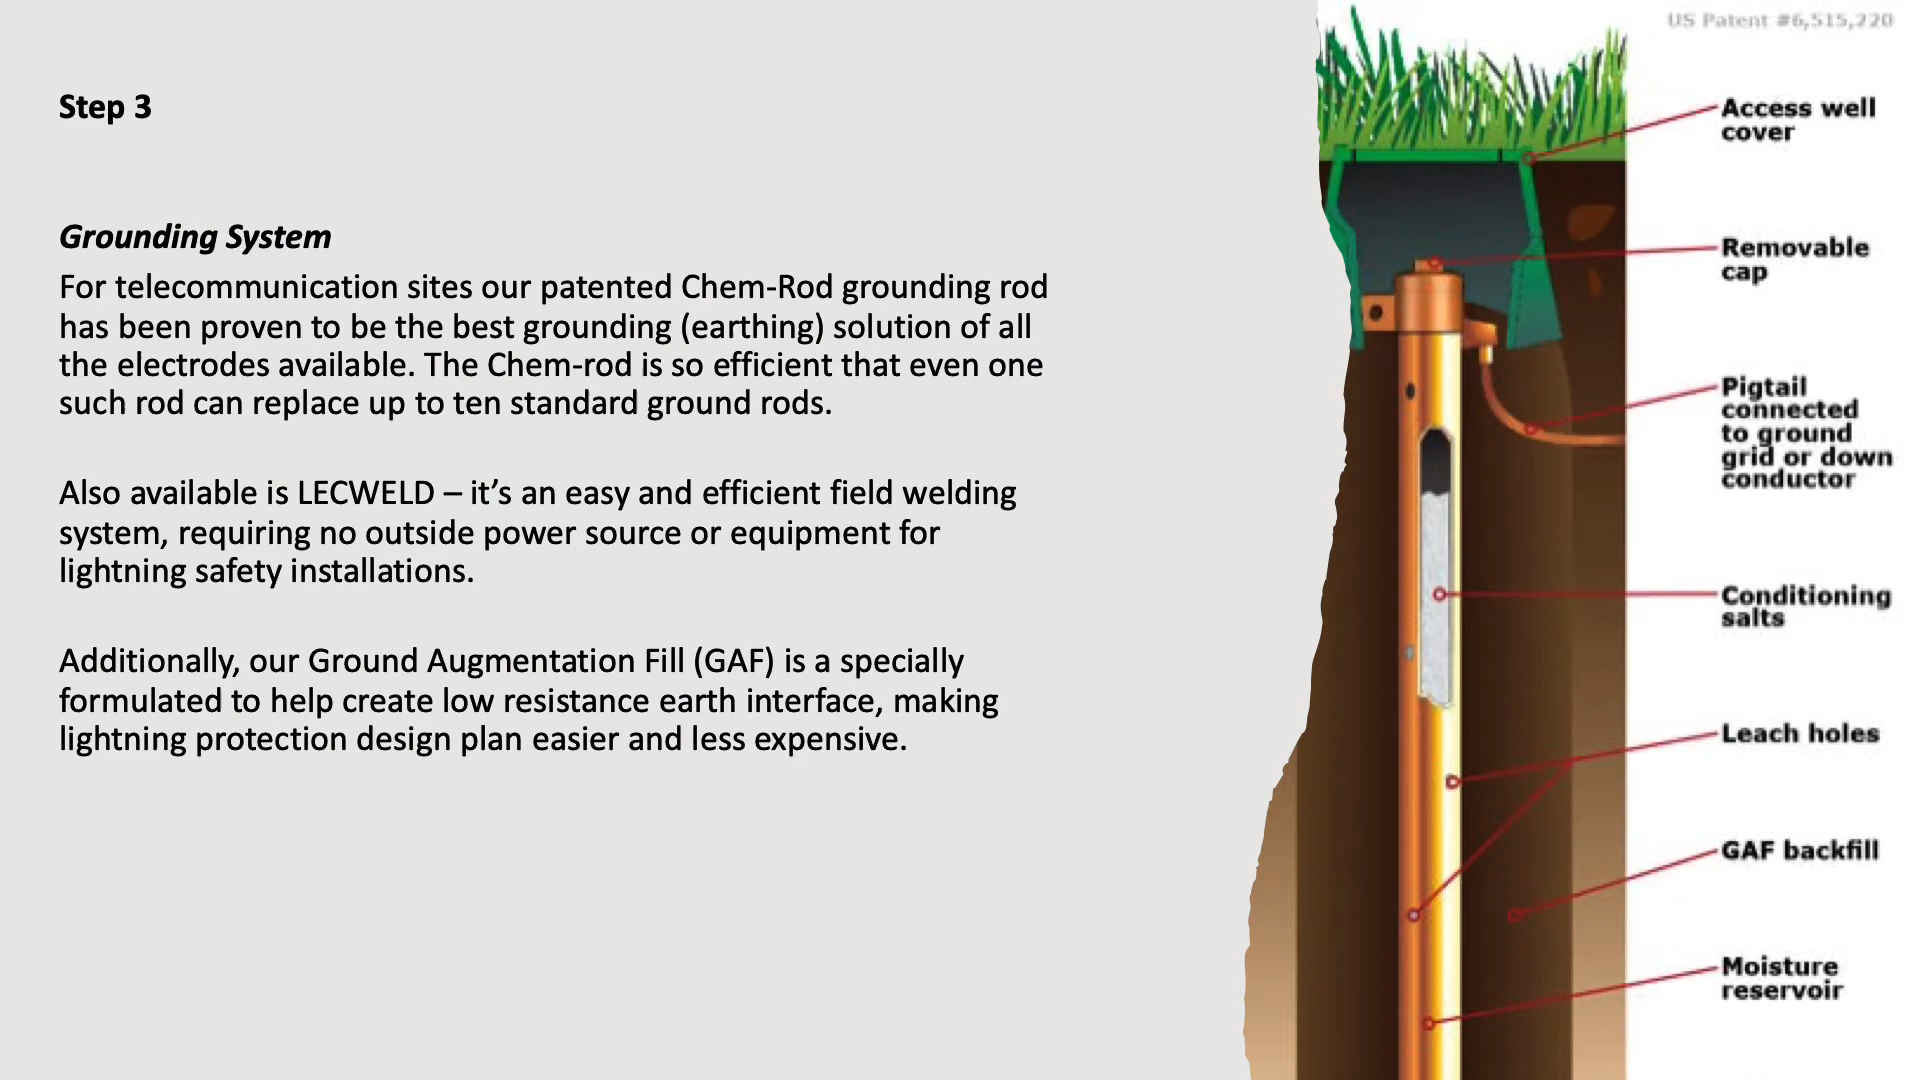 Step 3
Grounding System
For telecommunication sites our patented Chem-Rod grounding rod
has been proven to be the best grounding (earthing) solution of all
the electrodes available. The Chem-rod is so efficient that even one
such rod can replace up to ten standard ground rods.
Also available is LECWELD – it’s an easy and efficient field welding
system, requiring no outside power source or equipment for
lightning safety installations.
Additionally, our Ground Augmentation Fill (GAF) is a specially
formulated to help create low resistance earth interface, making
lightning protection design plan easier and less expensive.
US Patent #6,515,220
Access well
cover
Removable
cap
Pigtail
connected
to ground
grid or down
conductor
Conditioning
salts
Leach holes
GAF backfill
Moisture
reservoir